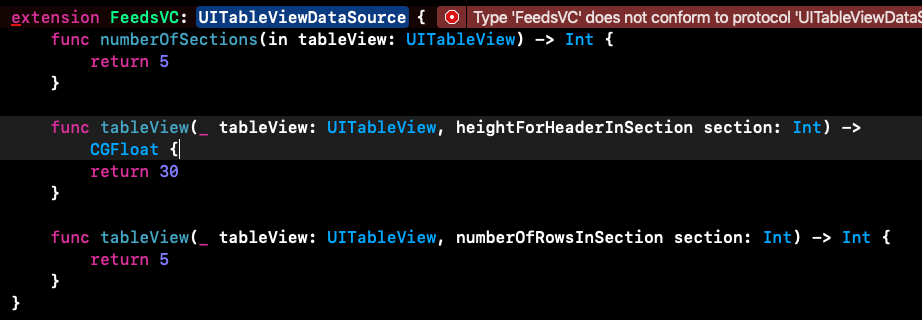 extension FeedsVC: UITableViewDataSource { Type 'FeedsVC' does not conform to protocol 'UITableViewDataS
    func numberOfSections(in tableView: UITableView) -> Int {
        return 5
    }
    func tableView(_ tableView: UITableView, heightForHeaderInSection section: Int) ->
        CGFloat {
        return 30
    }
    func tableView(_ tableView: UITableView, numberOfRowsInSection section: Int) -> Int {
        return 5
    }
}